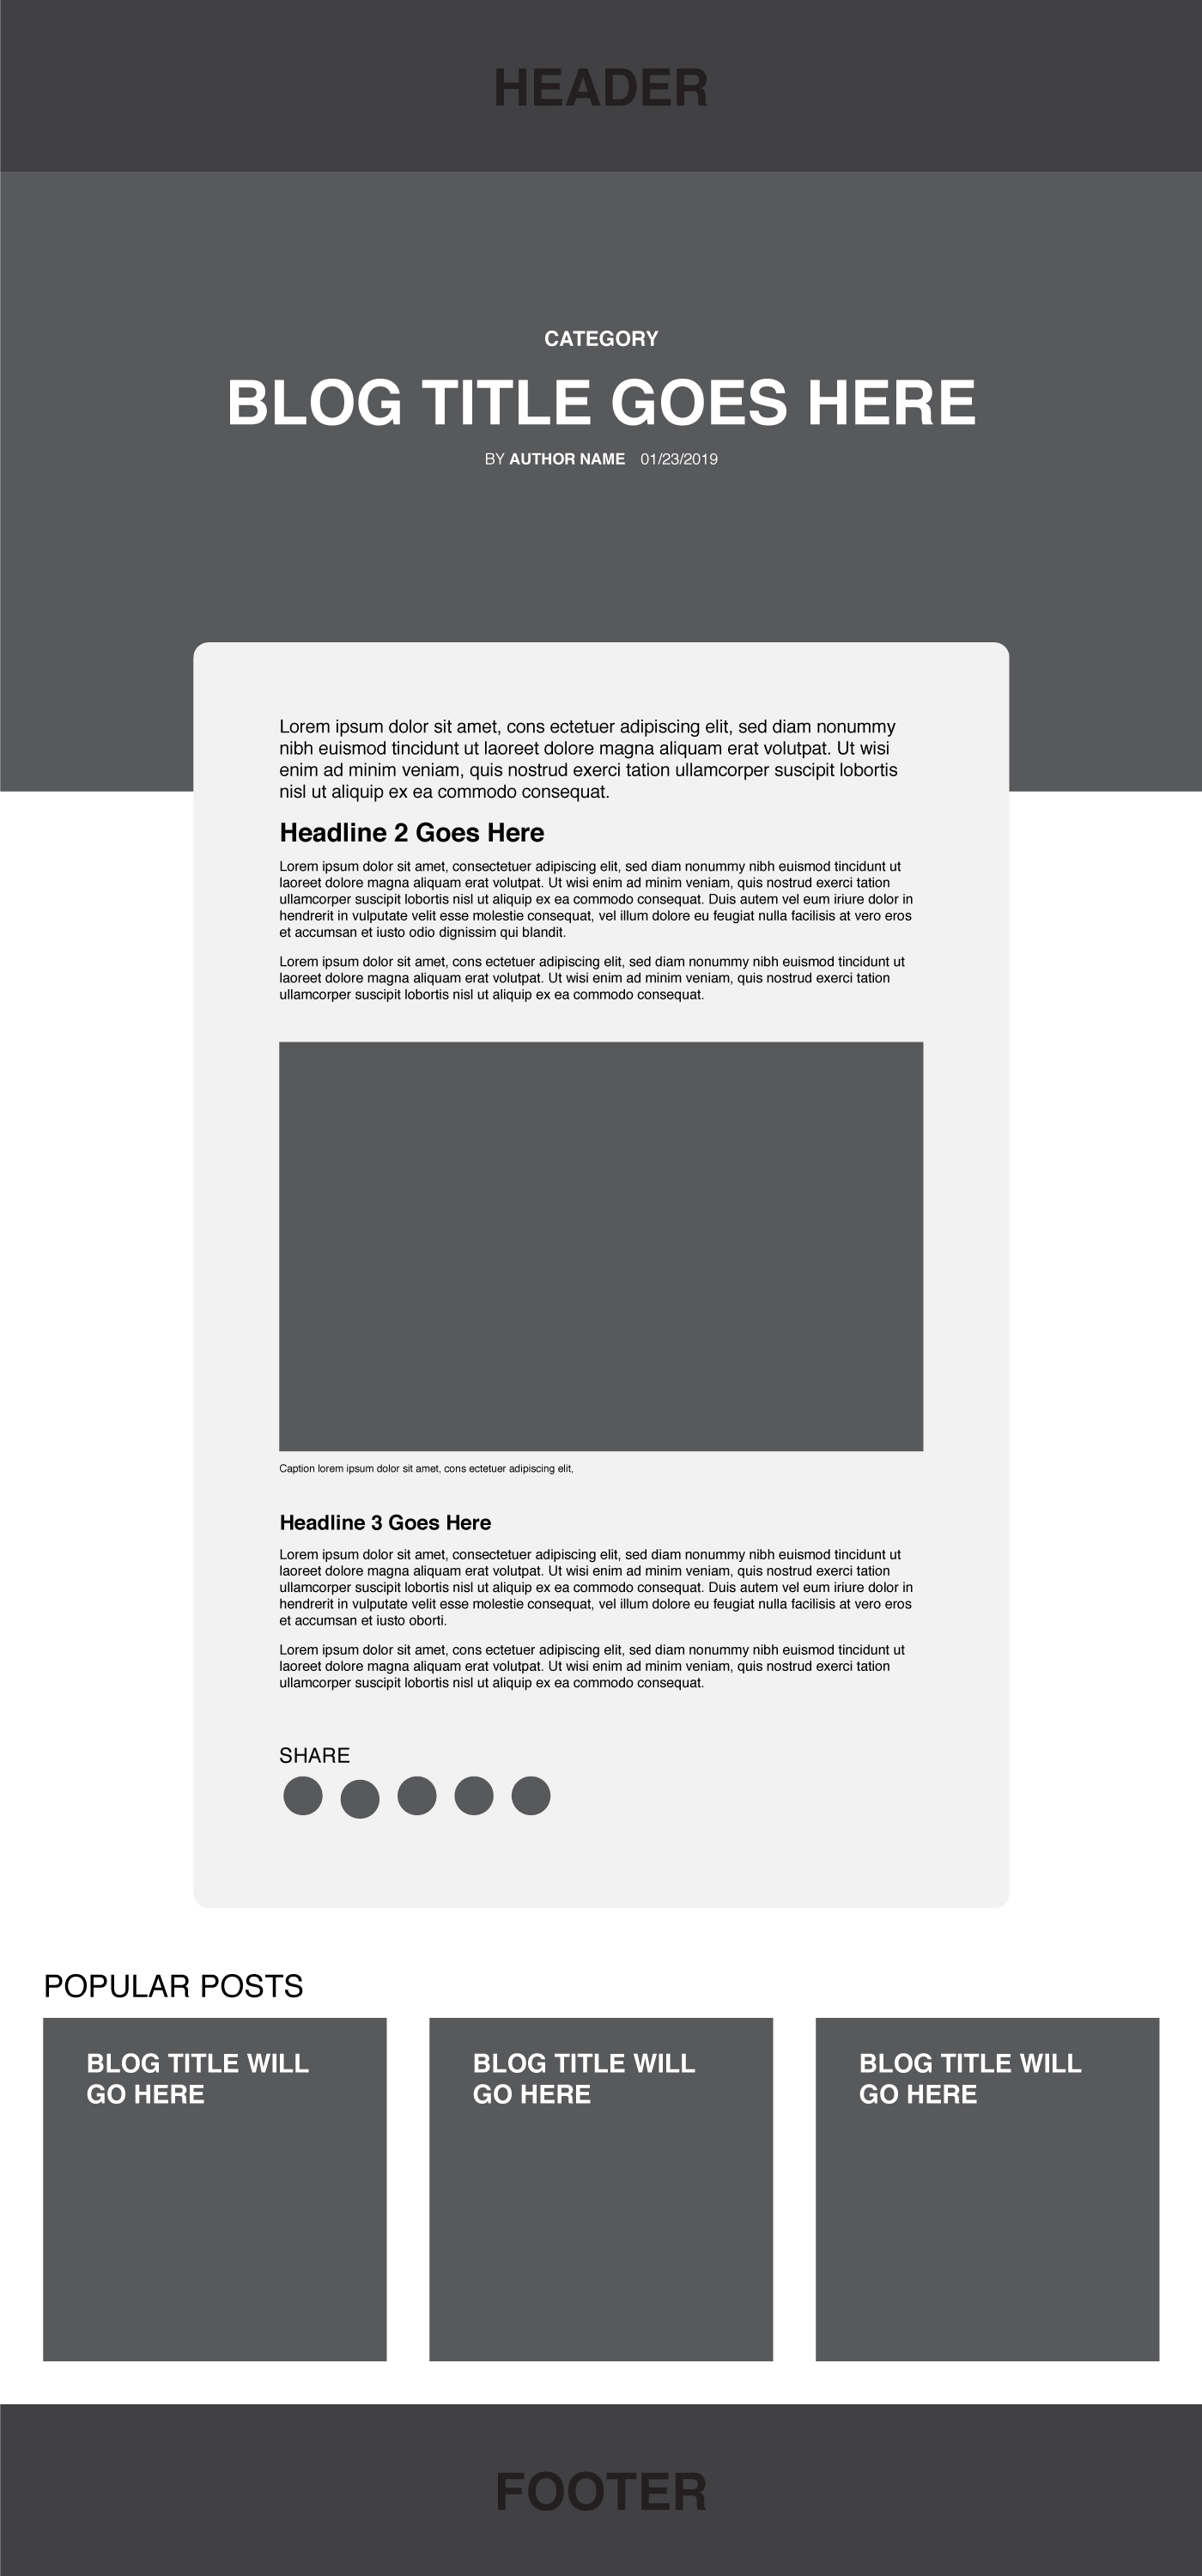 HEADER
CATEGORY
BLOG TITLE GOES HERE
BY AUTHOR NAME 01/23/2019
Lorem ipsum dolor sit amet, cons ectetuer adipiscing elit, sed diam nonummy
nibh euismod tincidunt ut laoreet dolore magna aliquam erat volutpat. Ut wisi
enim ad minim veniam, quis nostrud exerci tation ullamcorper suscipit lobortis
nisl ut aliquip ex ea commodo consequat.
Headline 2 Goes Here
Lorem ipsum dolor sit amet, consectetuer adipiscing elit, sed diam nonummy nibh euismod tincidunt ut
laoreet dolore magna aliquam erat volutpat. Ut wisi enim ad minim veniam, quis nostrud exerci tation
ullamcorper suscipit lobortis nisl ut aliquip ex ea commodo consequat. Duis autem vel eum iriure dolor in
hendrerit in vulputate velit esse molestie consequat, vel illum dolore eu feugiat nulla facilisis at vero eros
et accumsan et iusto odio dignissim qui blandit.
Lorem ipsum dolor sit amet, cons ectetuer adipiscing elit, sed diam nonummy nibh euismod tincidunt ut
laoreet dolore magna aliquam erat volutpat. Ut wisi enim ad minim veniam, quis nostrud exerci tation
ullamcorper suscipit lobortis nisl ut aliquip ex ea commodo consequat.
Caption lorem ipsum dolor sit amet, cons ectetuer adipiscing elit,
Headline 3 Goes Here
Lorem ipsum dolor sit amet, consectetuer adipiscing elit, sed diam nonummy nibh euismod tincidunt ut
laoreet dolore magna aliquam erat volutpat. Ut wisi enim ad minim veniam, quis nostrud exerci tation
ullamcorper suscipit lobortis nisl ut aliquip ex ea commodo consequat. Duis autem vel eum iriure dolor in
hendrerit in vulputate velit esse molestie consequat, vel illum dolore eu feugiat nulla facilisis at vero eros
et accumsan et iusto oborti.
Lorem ipsum dolor sit amet, cons ectetuer adipiscing elit, sed diam nonummy nibh euismod tincidunt ut
laoreet dolore magna aliquam erat volutpat. Ut wisi enim ad minim veniam, quis nostrud exerci tation
ullamcorper suscipit lobortis nisl ut aliquip ex ea commodo consequat.
SHARE
POPULAR POSTS
BLOG TITLE WILL
GO HERE
BLOG TITLE WILL
GO HERE
BLOG TITLE WILL
GO HERE
FOOTER